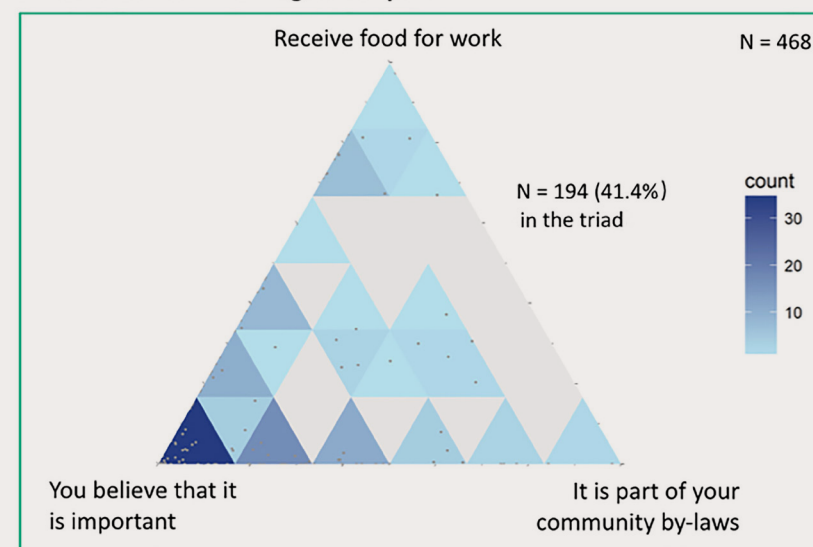 Receive food for work
N = 468
N = 194 (41.4%)
in the triad
count
30
20
10
You believe that it
is important
It is part of your
community by-laws